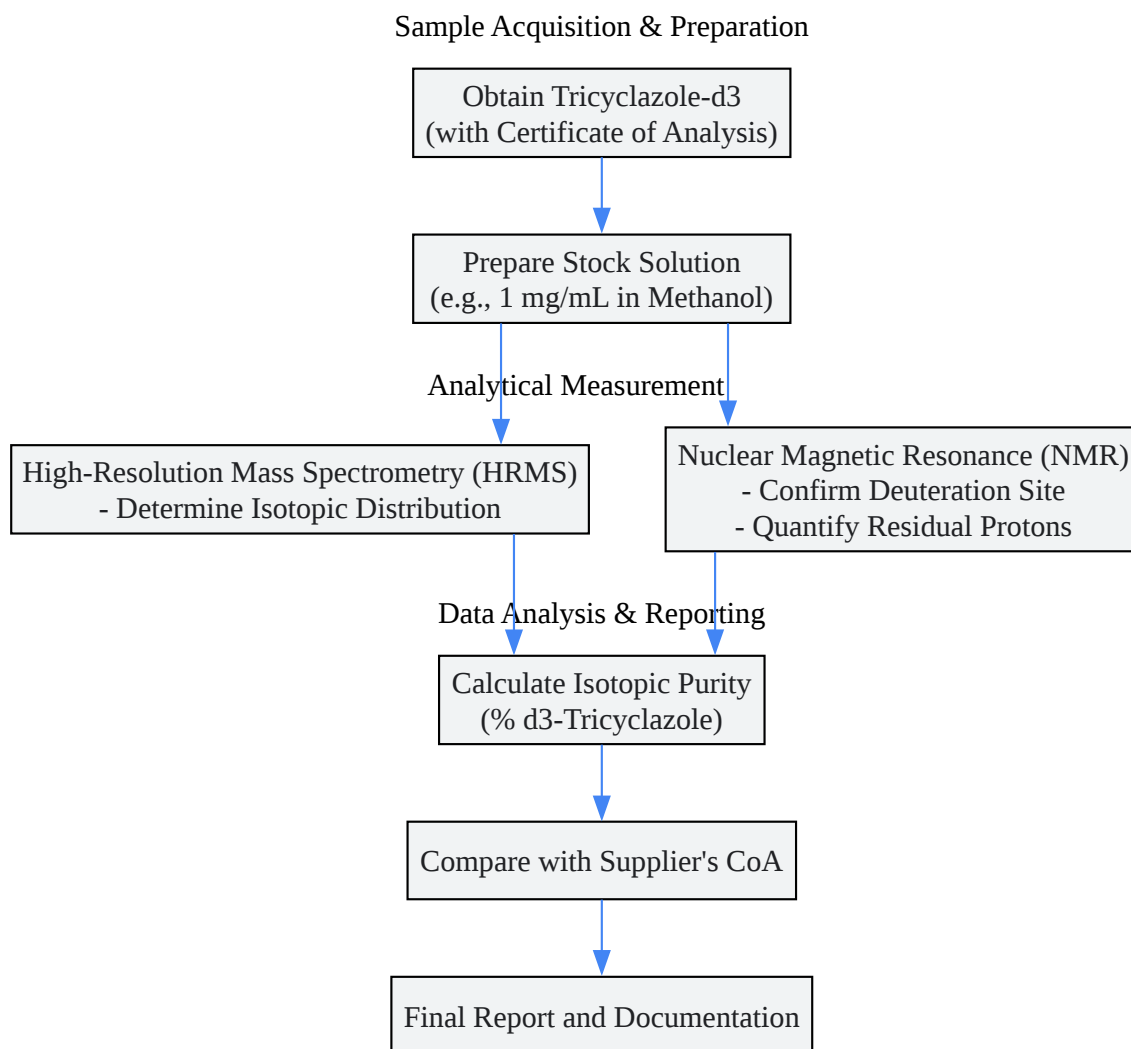 Sample Acquisition & Preparation
Obtain Tricyclazole-d3
(with Certificate of Analysis)
Prepare Stock Solution
(e.g., 1 mg/mL in Methanol)
Analytical Measurement
High-Resolution Mass Spectrometry (HRMS)
- Determine Isotopic Distribution
Nuclear Magnetic Resonance (NMR)
- Confirm Deuteration Site
- Quantify Residual Protons
Data Analysis & Reporting
Calculate Isotopic Purity
(% d3-Tricyclazole)
Compare with Supplier's CoA
Final Report and Documentation